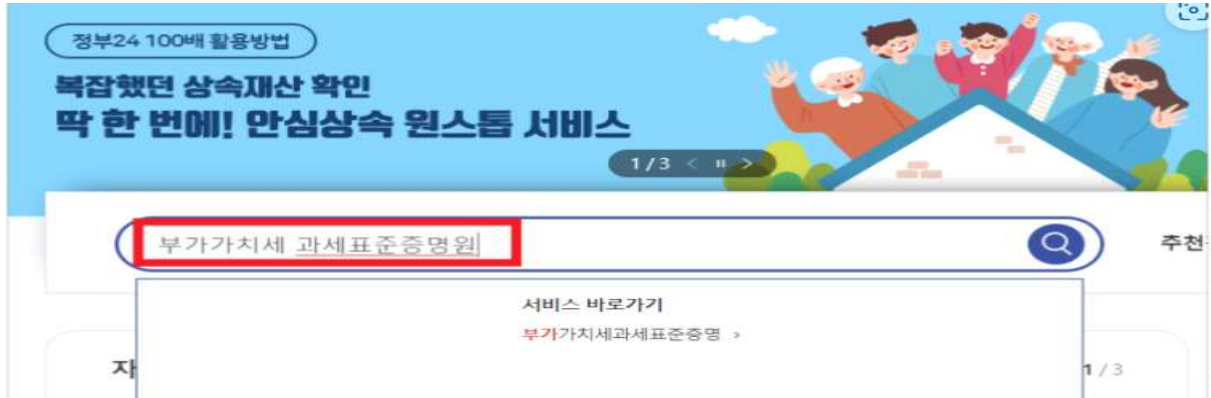 정부24 100배 활용방법
복잡했던 상속재산 확인
딱 한 번에! 안심상속 원스톱 서비스
1/3
부가가치세 과세표준증명원
추천
서비스 바로가기
부가가치세과세표준증명 >
자
1 / 3